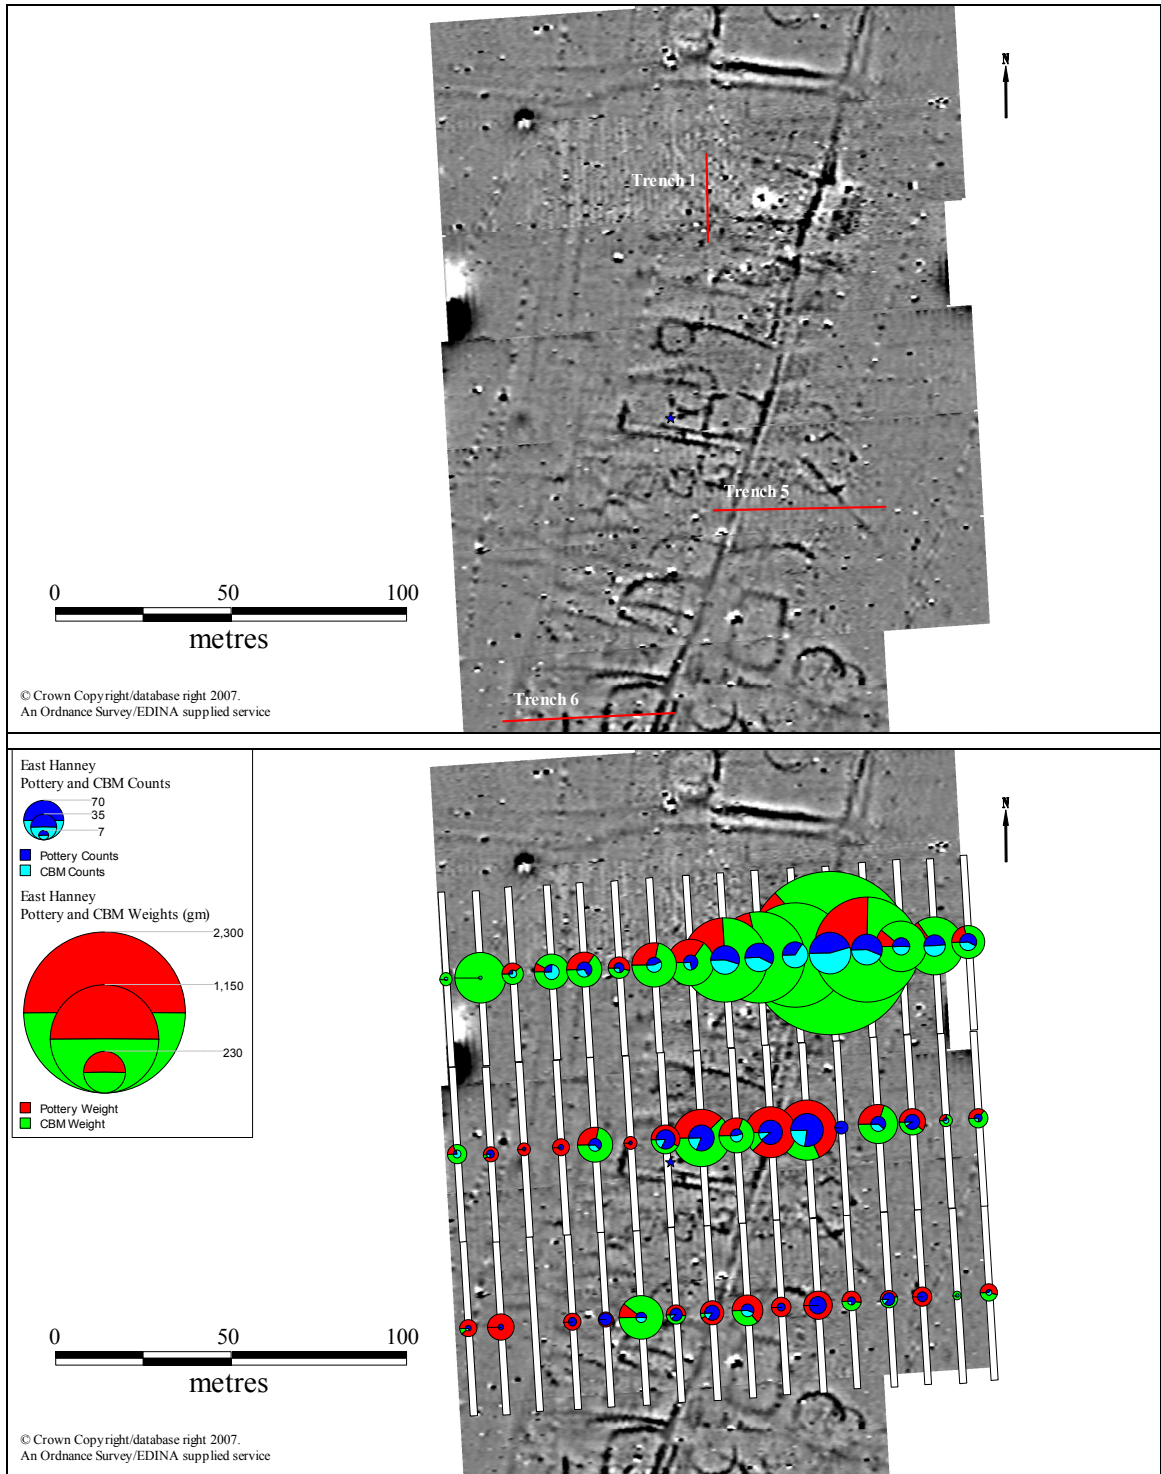 N
Trench 1
Trench 5
0 50 100
metres
Trench 6
© Crown Copyright/database right 2007.
An Ordnance Survey/EDINA supplied service
East Hanney
Pottery and CBM Counts
70
35
7
Pottery Counts
CBM Counts
East Hanney
Pottery and CBM Weights (gm)
2,300
1,150
230
Pottery Weight
CBM Weight
N
0 50 100
metres
© Crown Copyright/database right 2007.
An Ordnance Survey/EDINA supplied service